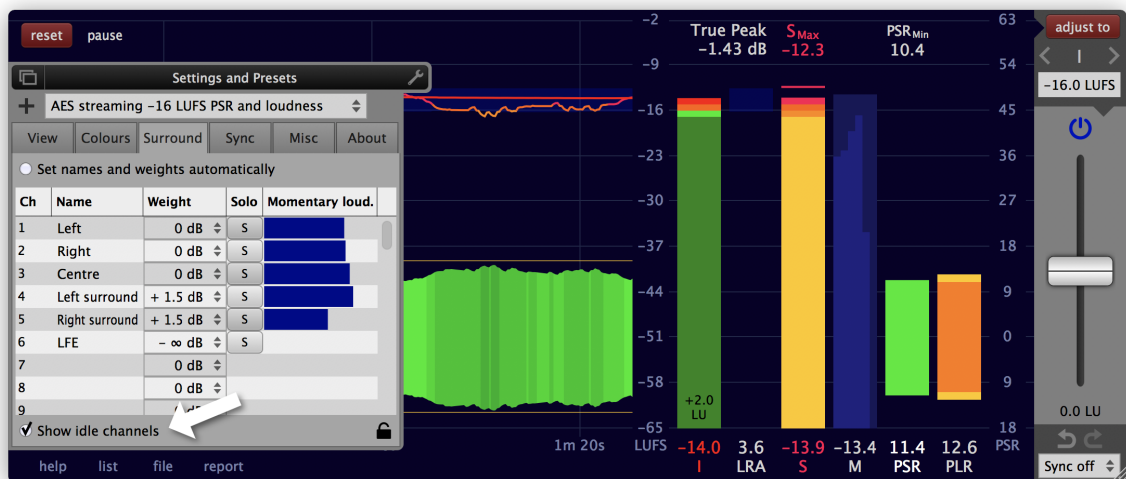 reset pause
Settings and Presets
AES streaming −16 LUFS PSR and loudness
View Colours Surround Sync Misc About
Set names and weights automatically
Ch Name Weight Solo Momentary loud.
1 Left 0 dB S
2 Right 0 dB S
3 Centre 0 dB S
4 Left surround + 1.5 dB S
5 Right surround + 1.5 dB S
6 LFE − ∞ dB S
7 0 dB
8 0 dB
9
Show idle channels
help list file report
1m 20s
−2
−9
−16
−23
−30
−37
−44
−51
−58
−65
LUFS
True Peak
−1.43 dB
SMax
−12.3
PSRMin
10.4
+2.0
LU
−14.0 3.6 −13.9 −13.4 11.4 12.6
I LRA S M PSR PLR
63
54
45
36
27
18
9
0
9
18
PSR
adjust to
I
−16.0 LUFS
0.0 LU
Sync off